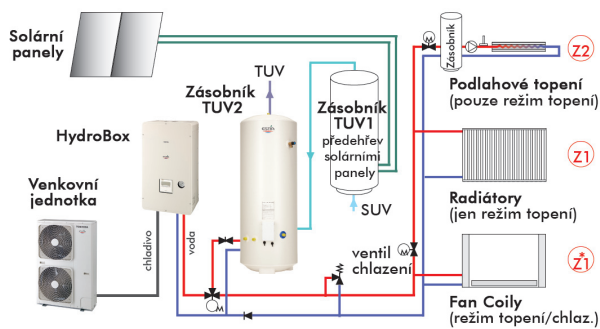 Solární
panely
TUV
Zásobník
TUV2
Zásobník
TUV1
předehřev
solárními
panely
SUV
HydroBox
Venkovní
jednotka
chladivo
voda
M
ventil
chlazení
M
M
Zásobník
Z2
Podlahové topení
(pouze režim topení)
Z1
Radiátory
(jen režim topení)
Z1*
Fan Coily
(režim topení/chlaz.)